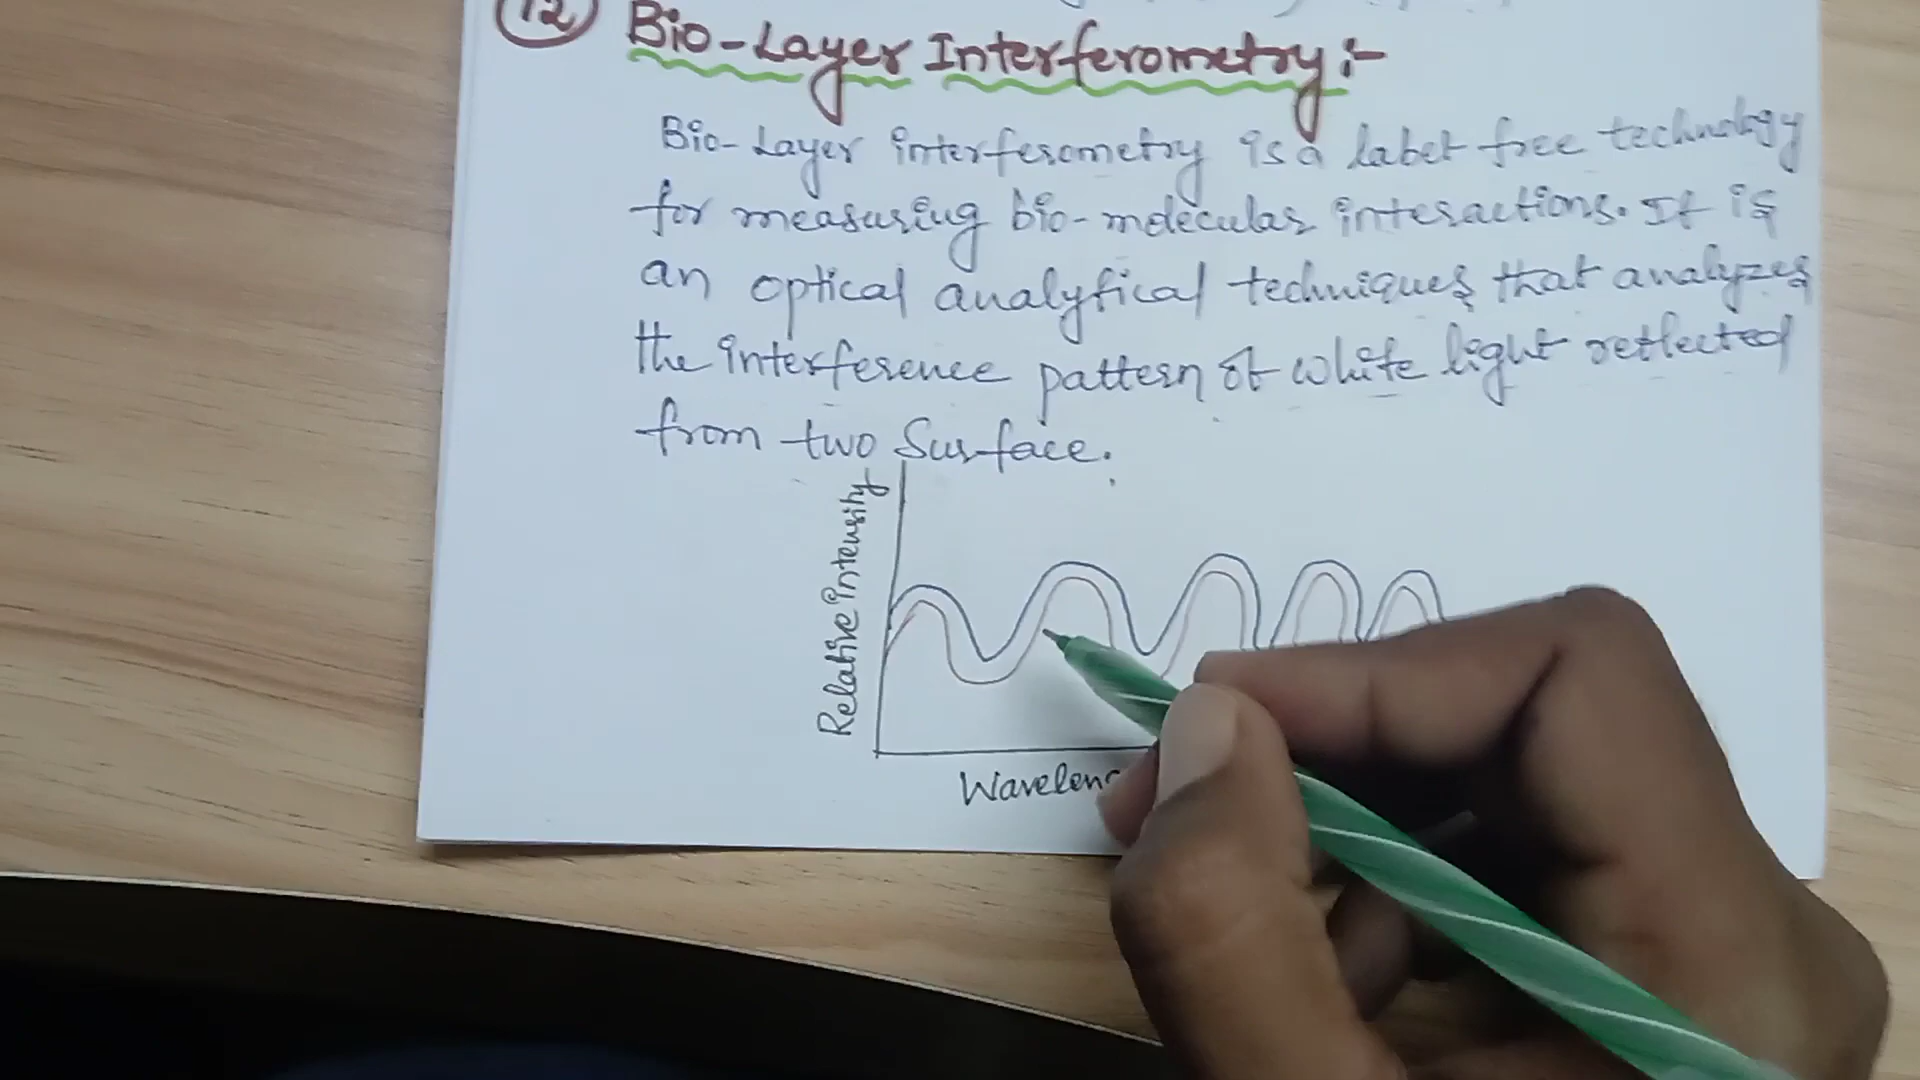 12 Bio-Layer Interferometry:-
Bio-Layer interferometry is a label free technology
for measuring bio-molecular interactions. It is
an optical analytical techniques that analyzes
the interference pattern of white light reflected
from two Surface.
Relative intensity